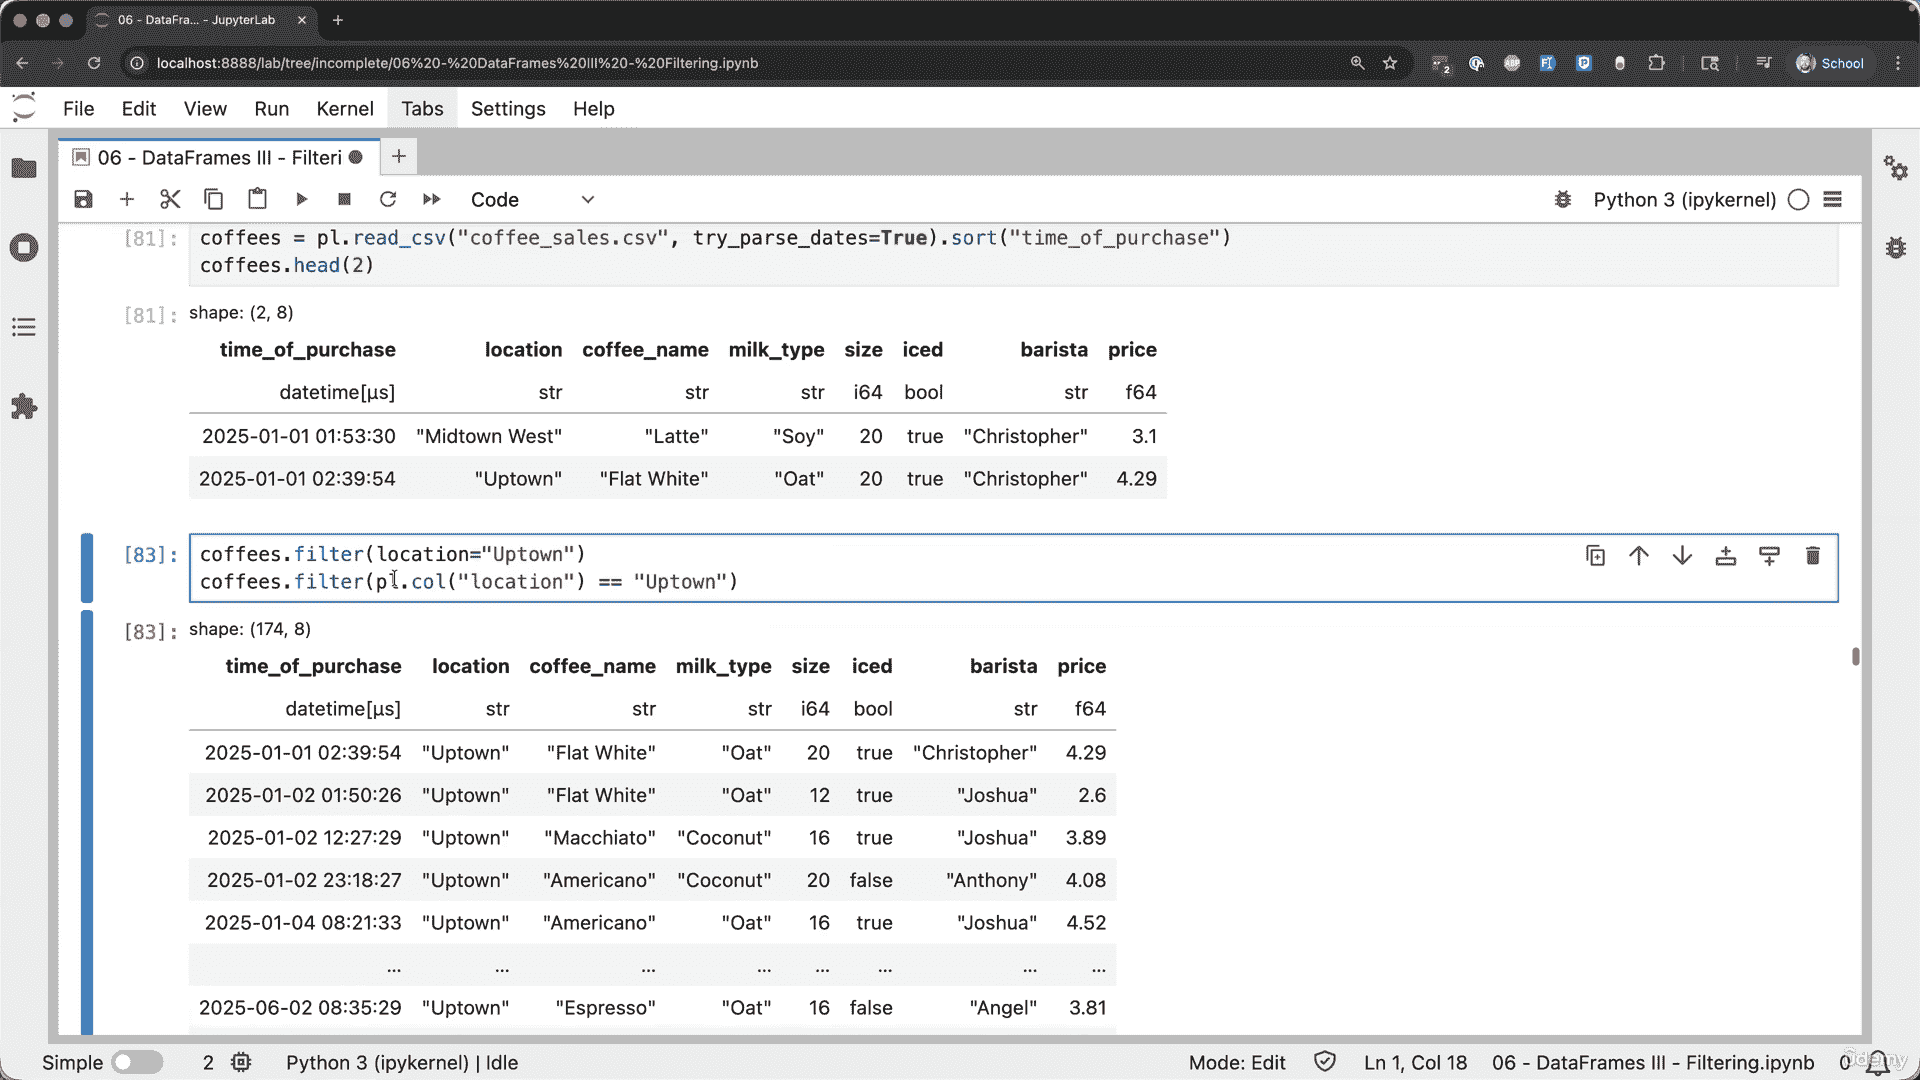 06 - DataFra... - JupyterLab
localhost:8888/lab/tree/incomplete/06%20-%20DataFrames%20III%20-%20Filtering.ipynb
2
School
File Edit View Run Kernel Tabs Settings Help
06 - DataFrames III - Filteri
Code
Python 3 (ipykernel)
[81]: coffees = pl.read_csv("coffee_sales.csv", try_parse_dates=True).sort("time_of_purchase")
coffees.head(2)
[81]: shape: (2, 8)
time_of_purchase location coffee_name milk_type size iced barista price
datetime[μs] str str str i64 bool str f64
2025-01-01 01:53:30 "Midtown West" "Latte" "Soy" 20 true "Christopher" 3.1
2025-01-01 02:39:54 "Uptown" "Flat White" "Oat" 20 true "Christopher" 4.29
[83]: coffees.filter(location="Uptown")
coffees.filter(pl.col("location") == "Uptown")
[83]: shape: (174, 8)
time_of_purchase location coffee_name milk_type size iced barista price
datetime[μs] str str str i64 bool str f64
2025-01-01 02:39:54 "Uptown" "Flat White" "Oat" 20 true "Christopher" 4.29
2025-01-02 01:50:26 "Uptown" "Flat White" "Oat" 12 true "Joshua" 2.6
2025-01-02 12:27:29 "Uptown" "Macchiato" "Coconut" 16 true "Joshua" 3.89
2025-01-02 23:18:27 "Uptown" "Americano" "Coconut" 20 false "Anthony" 4.08
2025-01-04 08:21:33 "Uptown" "Americano" "Oat" 16 true "Joshua" 4.52
... ... ... ... ... ... ... ...
2025-06-02 08:35:29 "Uptown" "Espresso" "Oat" 16 false "Angel" 3.81
Simple 2 Python 3 (ipykernel) | Idle Mode: Edit Ln 1, Col 18 06 - DataFrames III - Filtering.ipynb 0